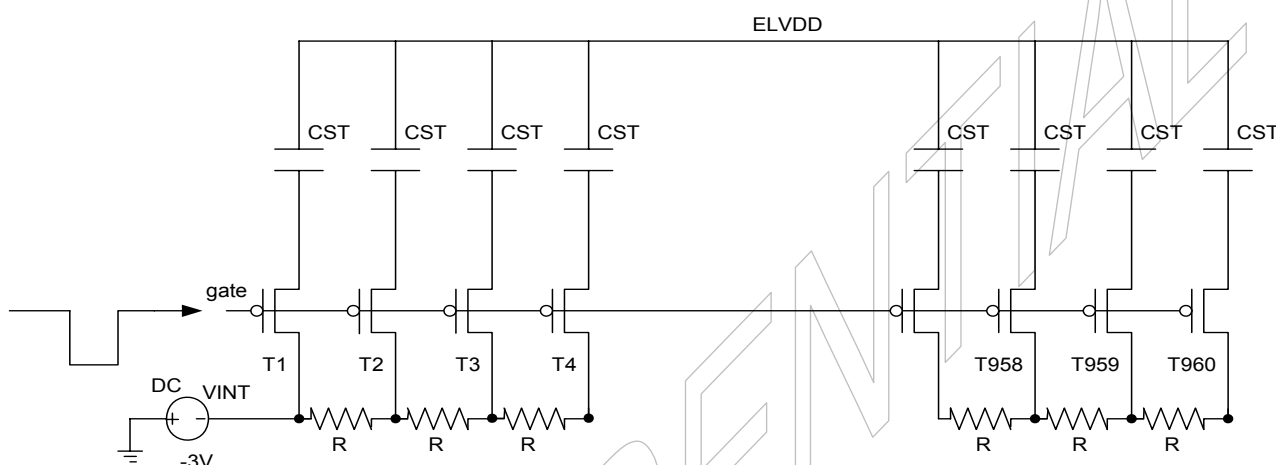 ELVDD
CST CST CST CST CST CST CST CST
gate
T1 T2 T3 T4 T958 T959 T960
DC VINT
R R R R R R
-3V